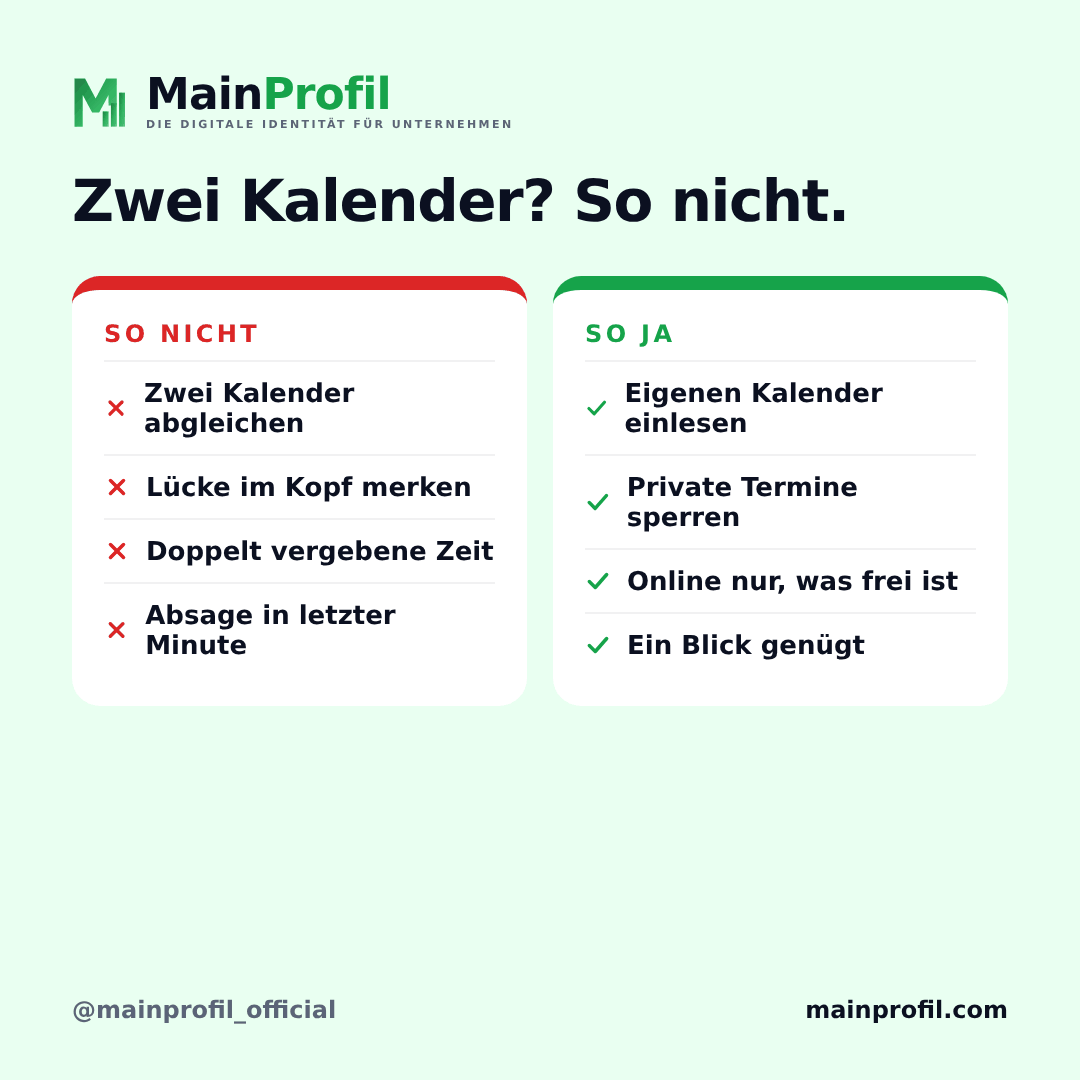 MainProfil
DIE DIGITALE IDENTITÄT FÜR UNTERNEHMEN
Zwei Kalender? So nicht.
SO NICHT
Zwei Kalender
abgleichen
Lücke im Kopf merken
Doppelt vergebene Zeit
Absage in letzter
Minute
SO JA
Eigenen Kalender
einlesen
Private Termine
sperren
Online nur, was frei ist
Ein Blick genügt
@mainprofil_official
mainprofil.com